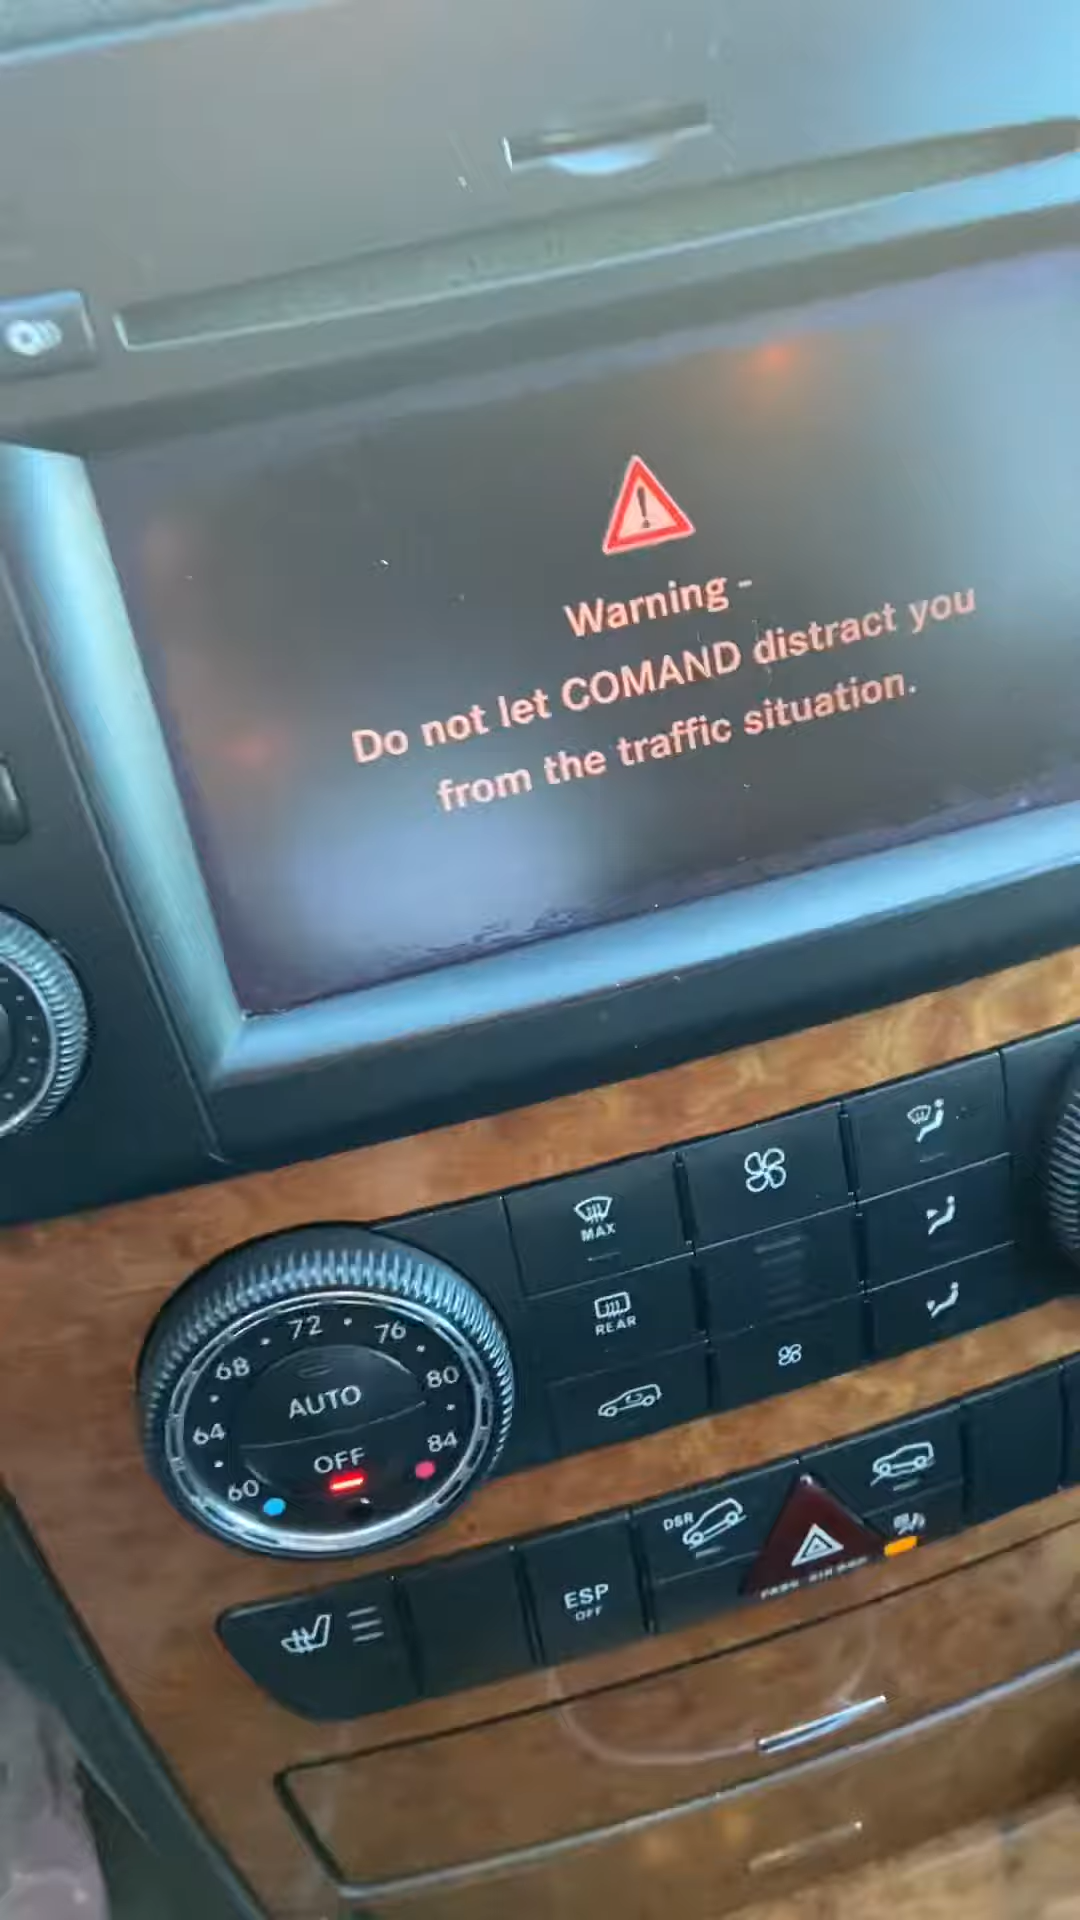 Warning -
Do not let COMAND distract you
from the traffic situation.
MAX
REAR
72
76
68
80
AUTO
64
84
OFF
60
DSR
ESP
OFF